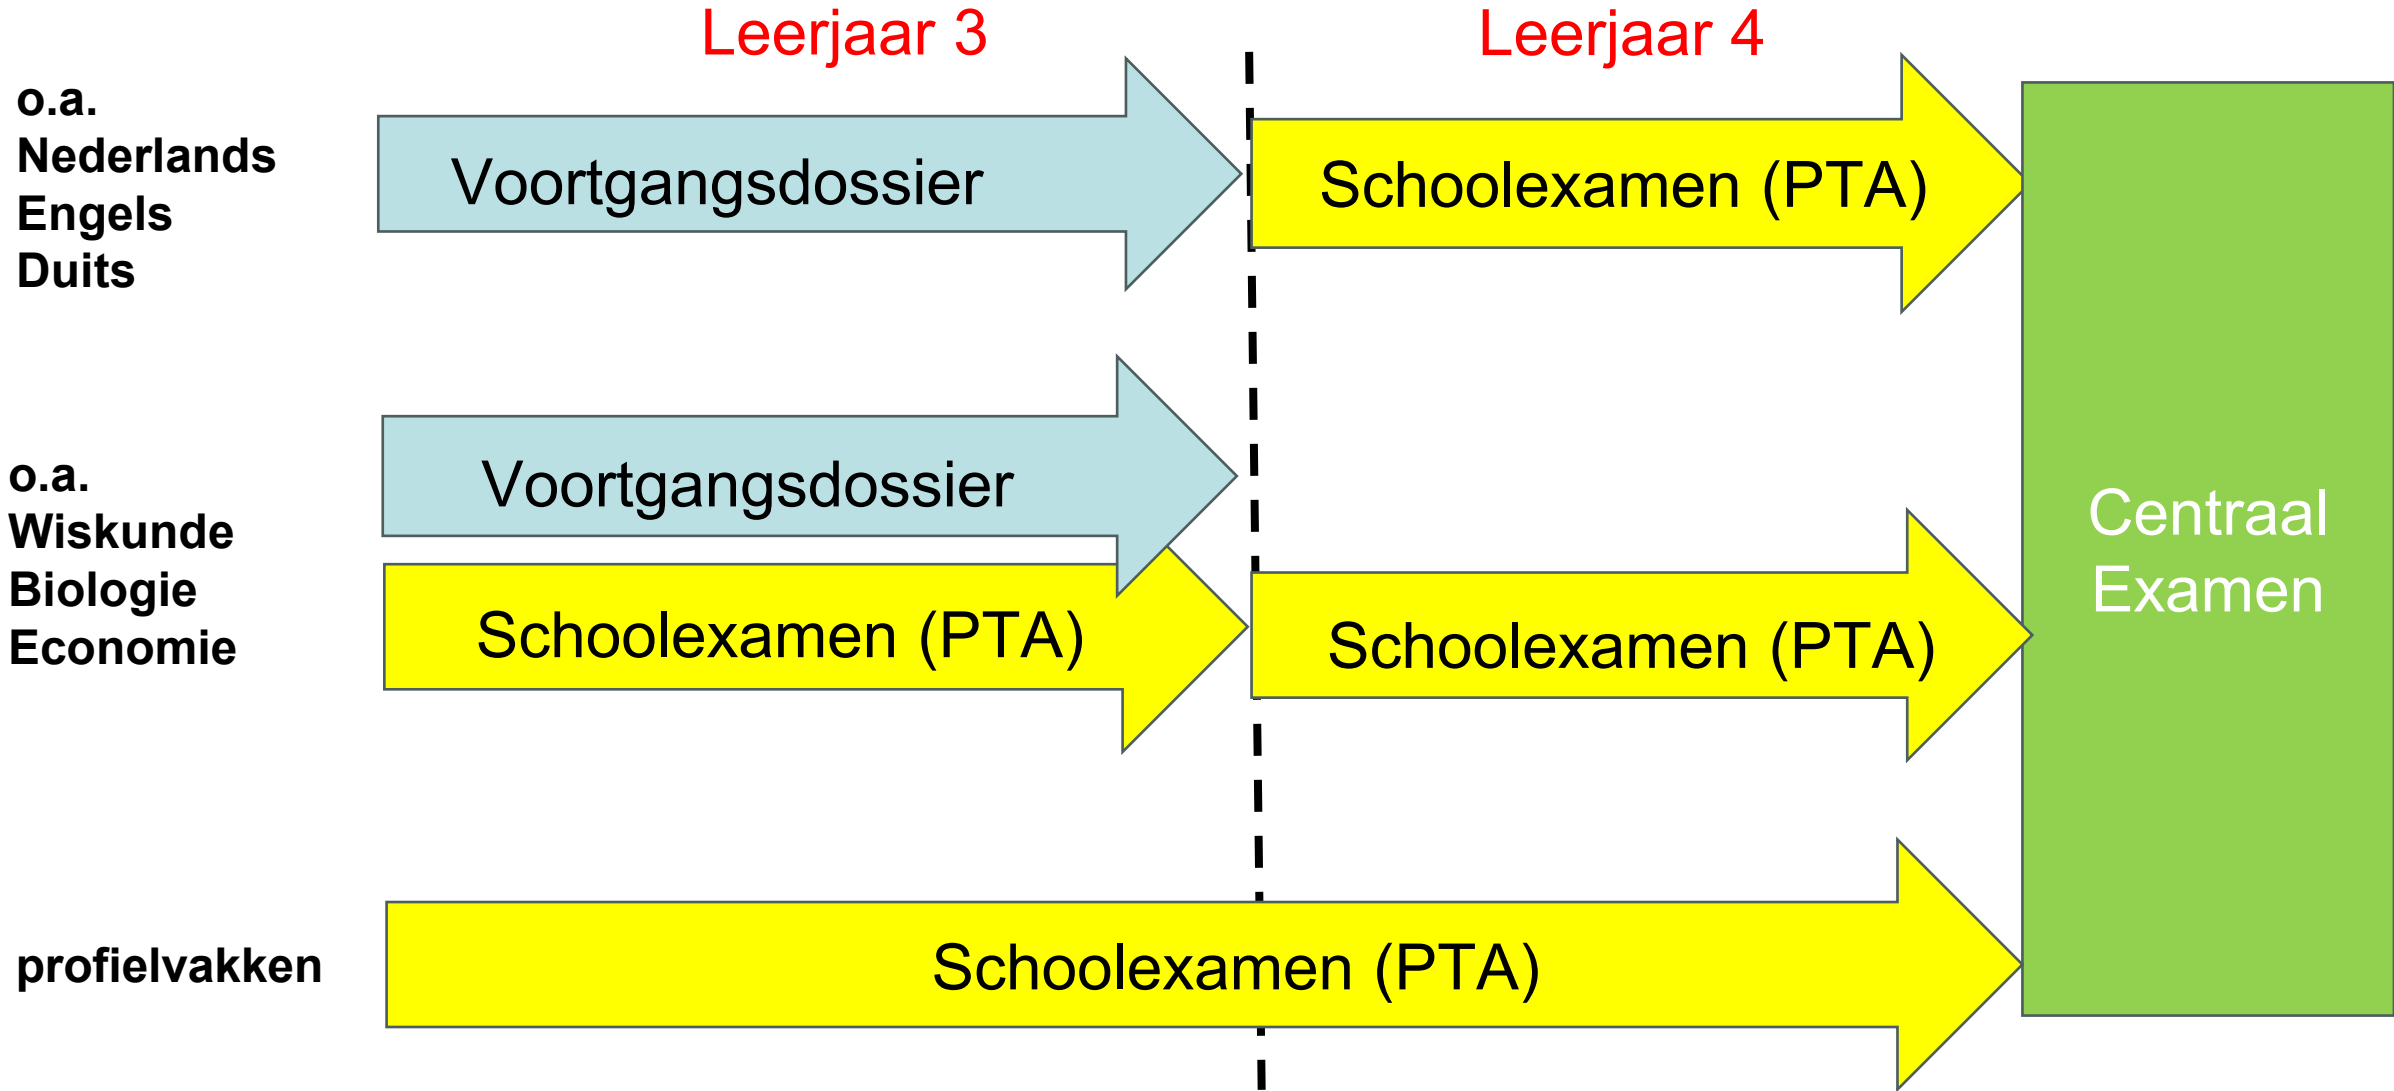 Leerjaar 3
Leerjaar 4
o.a.
Nederlands
Engels
Duits
Voortgangsdossier
Schoolexamen (PTA)
o.a.
Wiskunde
Biologie
Economie
Voortgangsdossier
Schoolexamen (PTA)
Schoolexamen (PTA)
Centraal
Examen
profielvakken
Schoolexamen (PTA)